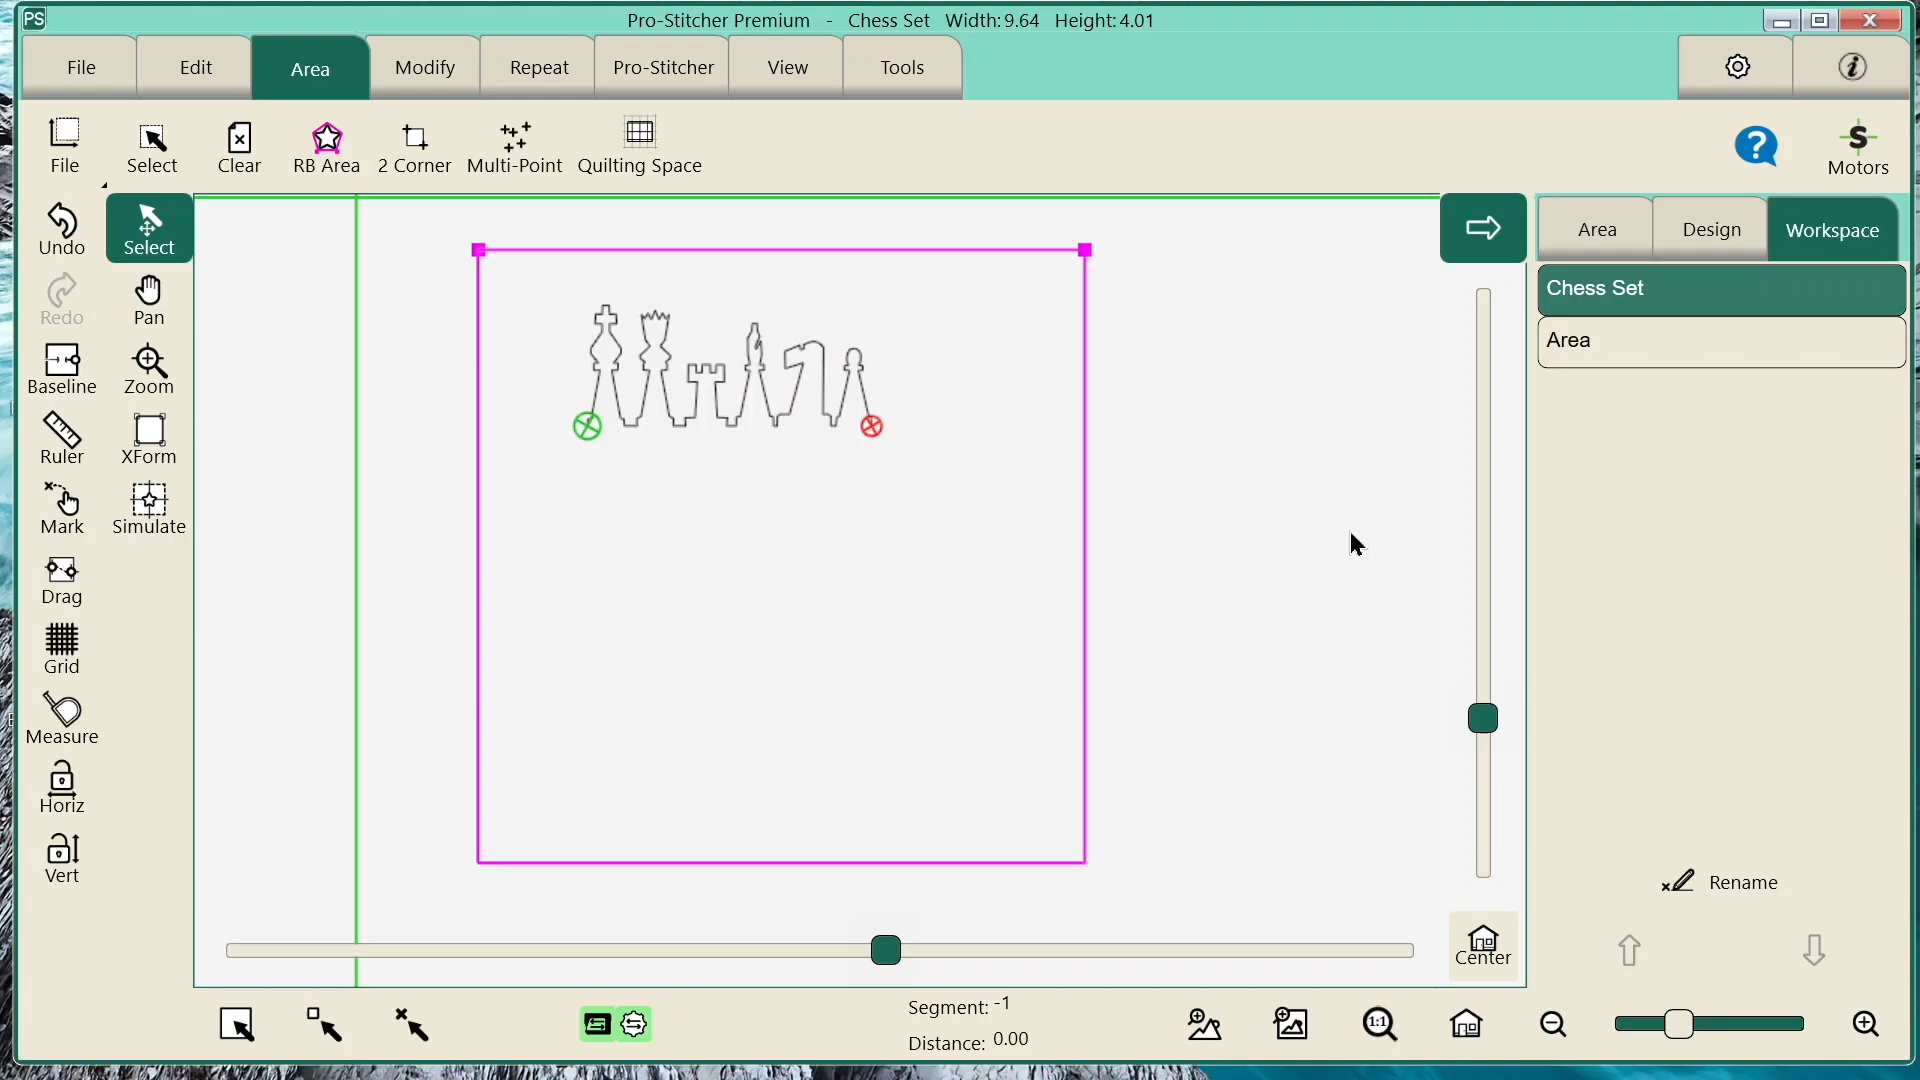 PS
Pro-Stitcher Premium - Chess Set Width: 9.64 Height: 4.01
File
Edit
Area
Modify
Repeat
Pro-Stitcher
View
Tools
File
Select
Clear
RB Area
2 Corner
Multi-Point
Quilting Space
S
Motors
Undo
Select
Redo
Pan
Baseline
Zoom
Ruler
XForm
Mark
Simulate
Drag
Grid
Measure
Horiz
Vert
Area
Design
Workspace
Chess Set
Area
Rename
Center
Segment: -1
Distance: 0.00
1:1